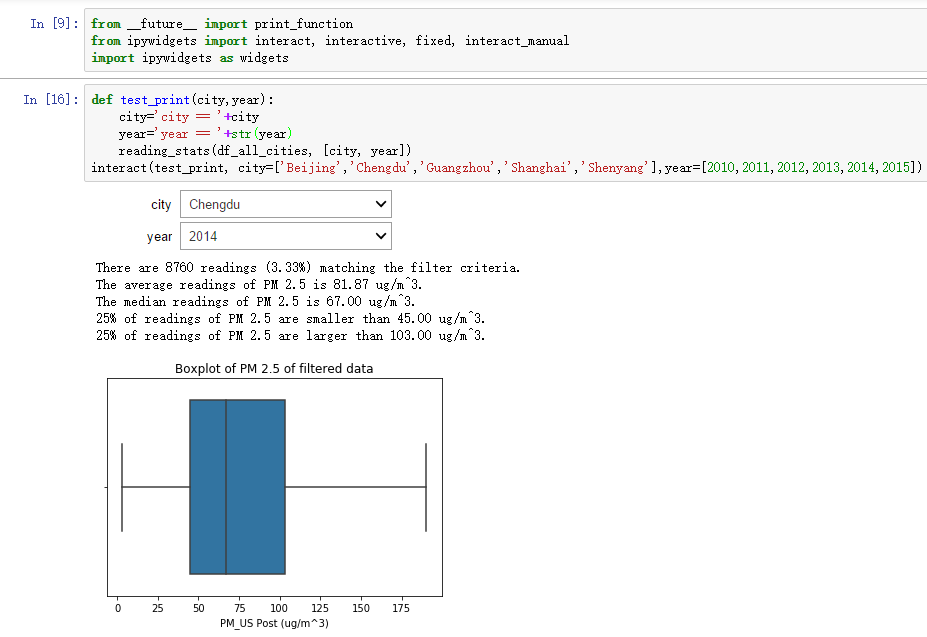 In [9]: from __future__ import print_function
from ipywidgets import interact, interactive, fixed, interact_manual
import ipywidgets as widgets
In [16]: def test_print(city,year):
city='city == '+city
year='year == '+str(year)
reading_stats(df_all_cities, [city, year])
interact(test_print, city=['Beijing','Chengdu','Guangzhou','Shanghai','Shenyang'],year=[2010,2011,2012,2013,2014,2015])
city Chengdu
year 2014
There are 8760 readings (3.33%) matching the filter criteria.
The average readings of PM 2.5 is 81.87 ug/m^3.
The median readings of PM 2.5 is 67.00 ug/m^3.
25% of readings of PM 2.5 are smaller than 45.00 ug/m^3.
25% of readings of PM 2.5 are larger than 103.00 ug/m^3.
Boxplot of PM 2.5 of filtered data
0 25 50 75 100 125 150 175
PM_US Post (ug/m^3)